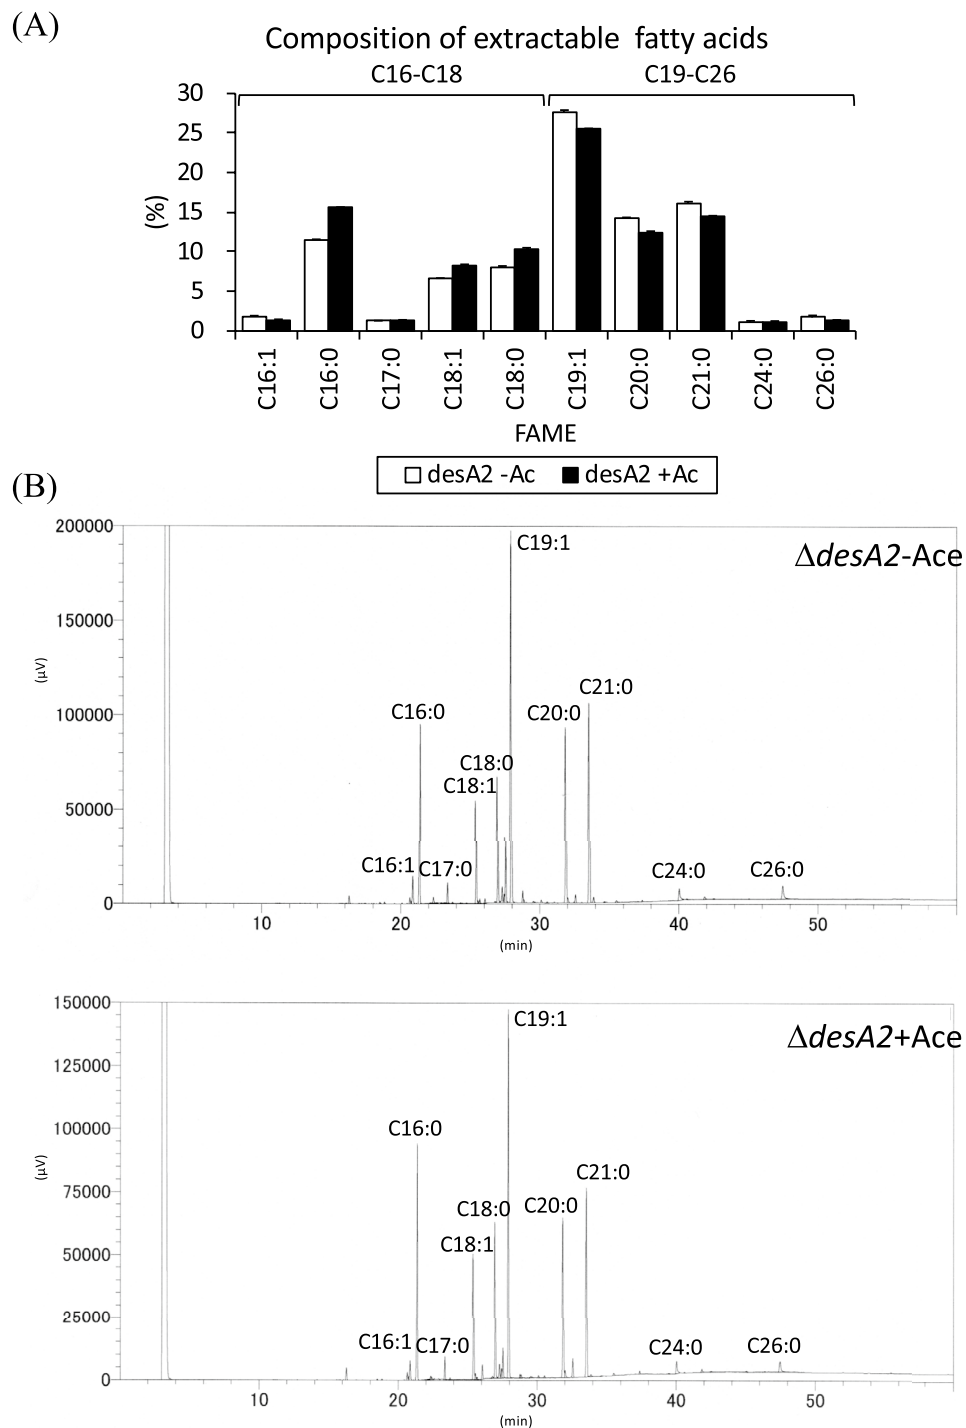 (A)
Composition of extractable fatty acids
C16-C18 C19-C26
30
25
20
15
10
5
0
(%)
C16:1 C16:0 C17:0 C18:1 C18:0 C19:1 C20:0 C21:0 C24:0 C26:0
FAME
desA2 -Ac desA2 +Ac
(B)
ΔdesA2-Ace
200000
150000
100000
50000
0
(μV)
C19:1
C21:0
C16:0 C20:0
C18:0
C18:1
C16:1 C17:0 C24:0 C26:0
10 20 30 40 50
(min)
ΔdesA2+Ace
150000
125000
100000
75000
50000
25000
0
(μV)
C19:1
C16:0
C21:0
C18:0 C20:0
C18:1
C16:1 C17:0 C24:0 C26:0
10 20 30 40 50
(min)